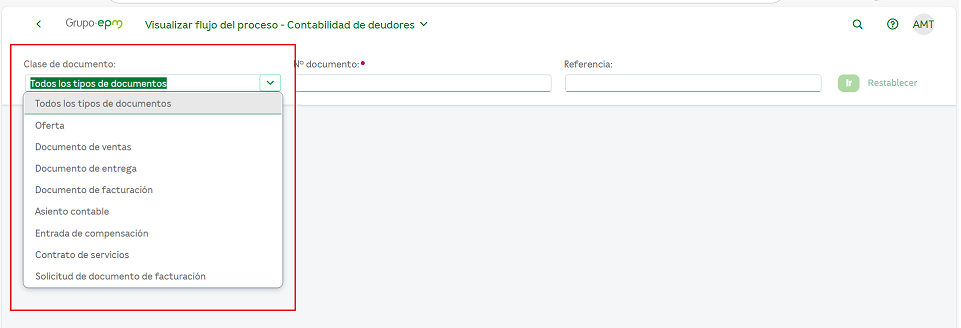 Grupo·epm Visualizar flujo del proceso - Contabilidad de deudores AMT
Clase de documento: Nº documento: Referencia:
Todos los tipos de documentos Ir Restablecer
Todos los tipos de documentos
Oferta
Documento de ventas
Documento de entrega
Documento de facturación
Asiento contable
Entrada de compensación
Contrato de servicios
Solicitud de documento de facturación